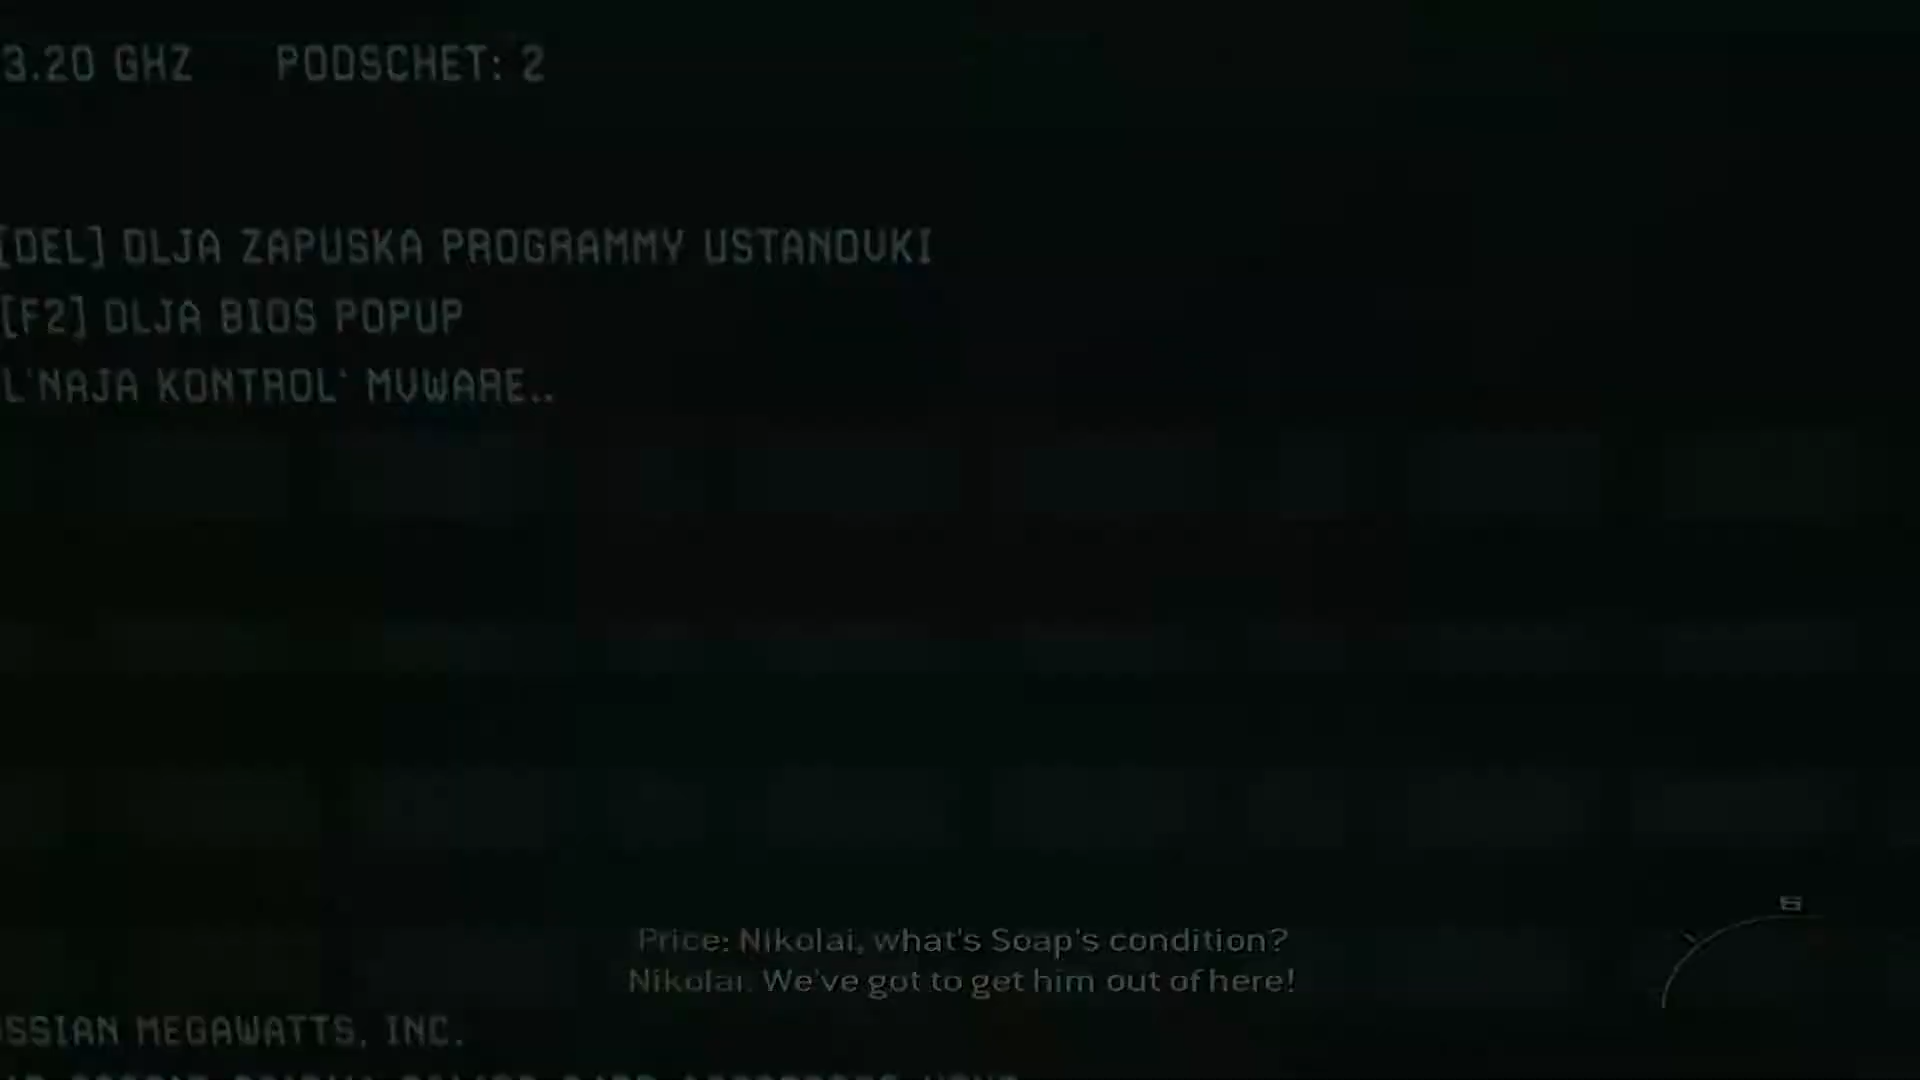 3.20 GHZ PODSCHET: 2
[DEL] DLJA ZAPUSKA PROGRAMMY USTANOVKI
[F2] DLJA BIOS POPUP
L'NAJA KONTROL' MVWARE..
Price: Nikolai, what's Soap's condition?
Nikolai: We've got to get him out of here!
SSIAN MEGAWATTS, INC.